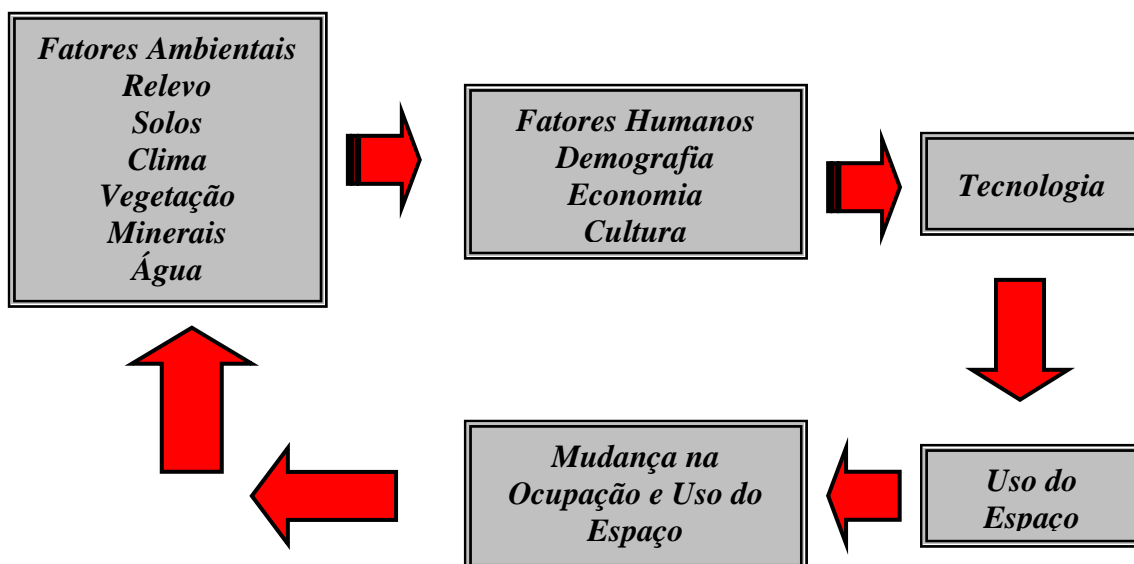 Fatores Ambientais
Relevo
Solos
Clima
Vegetação
Minerais
Água
Fatores Humanos
Demografia
Economia
Cultura
Tecnologia
Uso do
Espaço
Mudança na
Ocupação e Uso do
Espaço